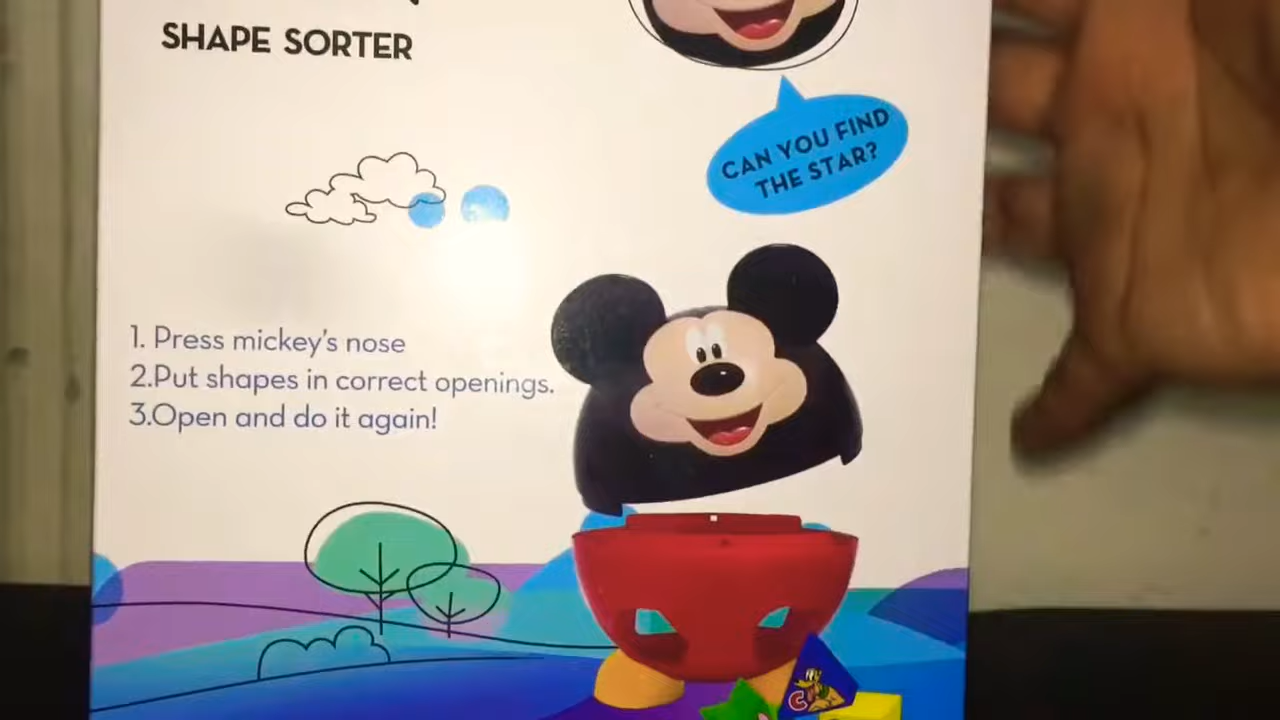 SHAPE SORTER
CAN YOU FIND
THE STAR?
1. Press mickey's nose
2.Put shapes in correct openings.
3.Open and do it again!
C